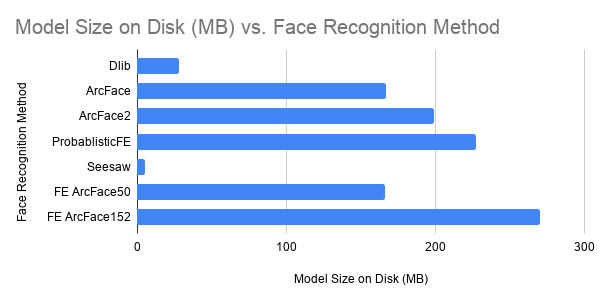 Model Size on Disk (MB) vs. Face Recognition Method
Face Recognition Method
Dlib
ArcFace
ArcFace2
ProbablisticFE
Seesaw
FE ArcFace50
FE ArcFace152
0 100 200 300
Model Size on Disk (MB)